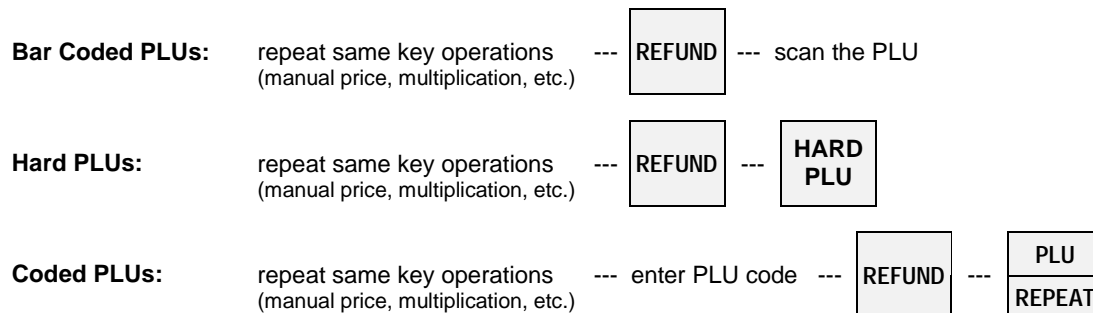 Bar Coded PLUs: repeat same key operations --- REFUND --- scan the PLU
(manual price, multiplication, etc.)
Hard PLUs: repeat same key operations --- REFUND --- HARD PLU
(manual price, multiplication, etc.)
Coded PLUs: repeat same key operations --- enter PLU code --- REFUND --- PLU
(manual price, multiplication, etc.) REPEAT